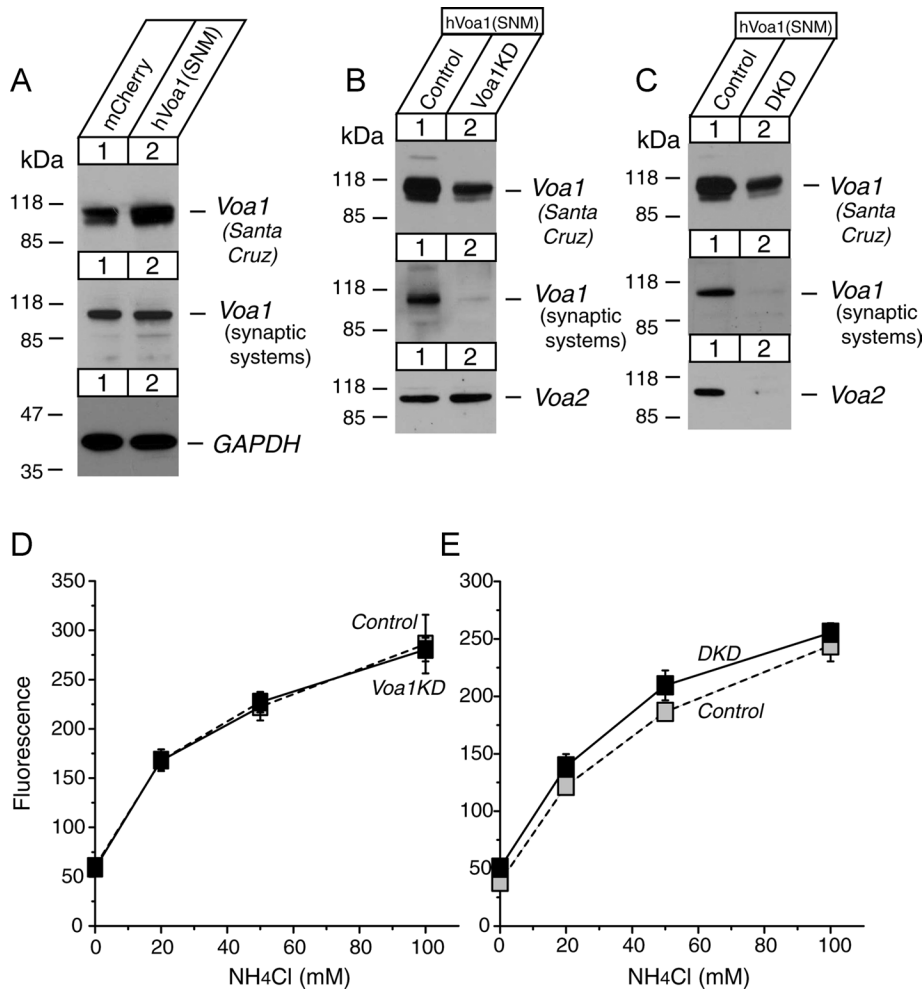 A
mCherry
hVoa1(SNM)
kDa
1 2
118
85
Voa1
(Santa
Cruz)
1 2
118
85
Voa1
(synaptic
systems)
1 2
47
35
GAPDH
B
hVoa1(SNM)
Control
Voa1KD
kDa
1 2
118
85
Voa1
(Santa
Cruz)
1 2
118
85
Voa1
(synaptic
systems)
1 2
118
85
Voa2
C
hVoa1(SNM)
Control
DKD
kDa
1 2
118
85
Voa1
(Santa
Cruz)
1 2
118
85
Voa1
(synaptic
systems)
1 2
118
85
Voa2
D
Fluorescence
350
300
250
200
150
100
50
0
Control
Voa1KD
0 20 40 60 80 100
NH4Cl (mM)
E
300
250
200
150
100
50
0
DKD
Control
0 20 40 60 80 100
NH4Cl (mM)